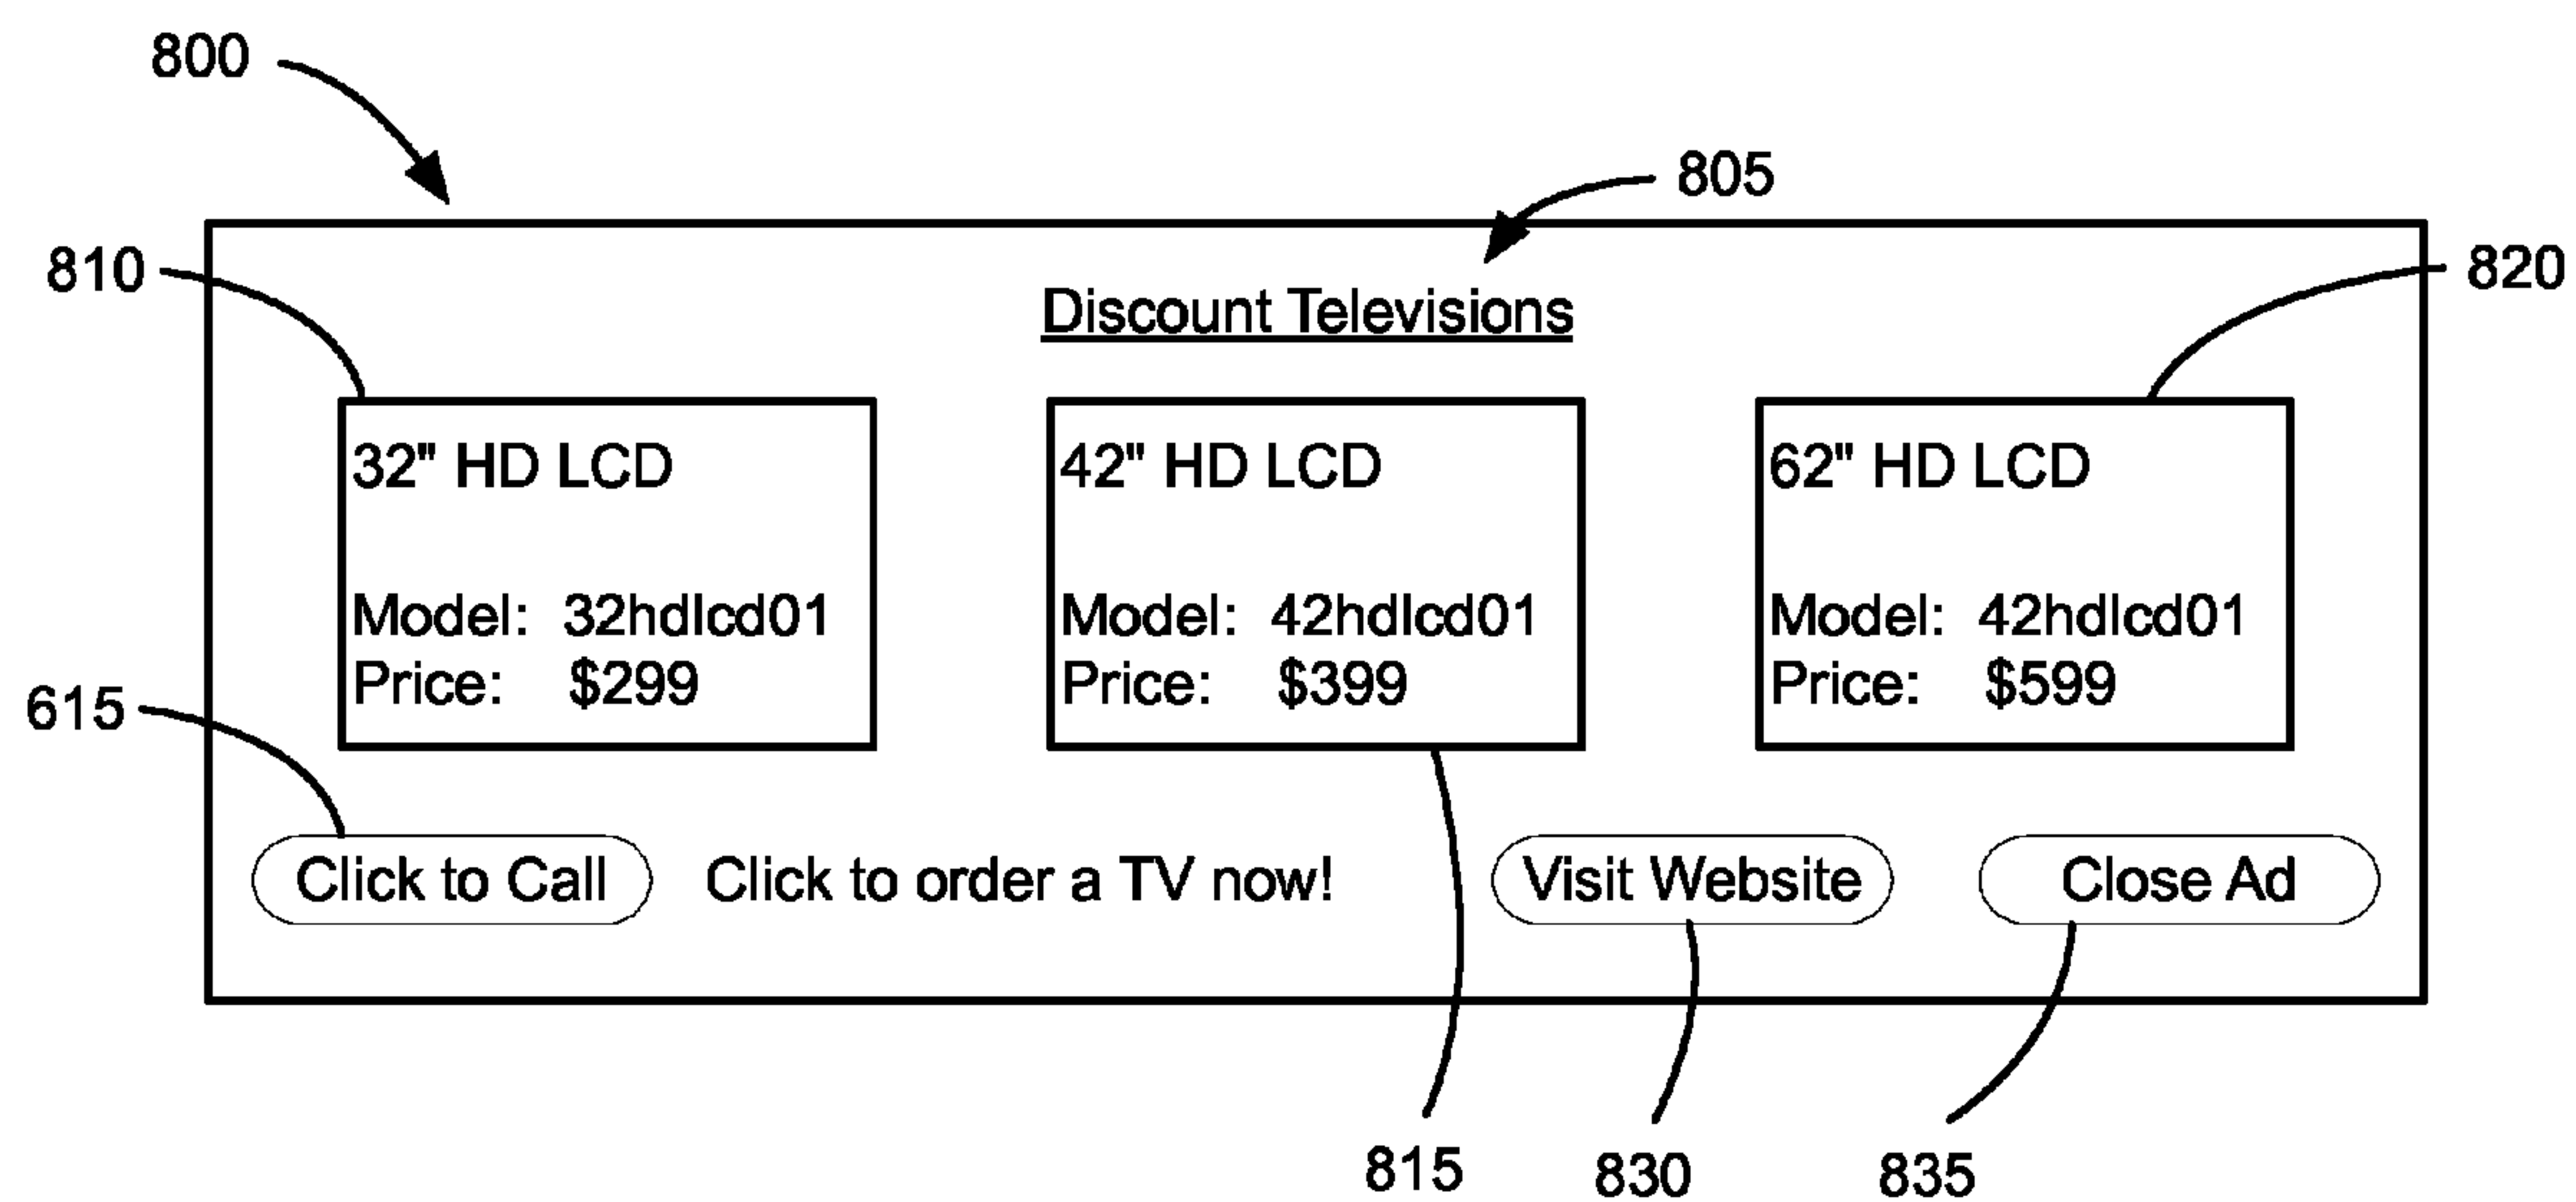 800
805
810
820
Discount Televisions
32" HD LCD
Model: 32hdlcd01
Price: $299
42" HD LCD
Model: 42hdlcd01
Price: $399
62" HD LCD
Model: 42hdlcd01
Price: $599
615
Click to Call
Click to order a TV now!
Visit Website
Close Ad
815
830
835